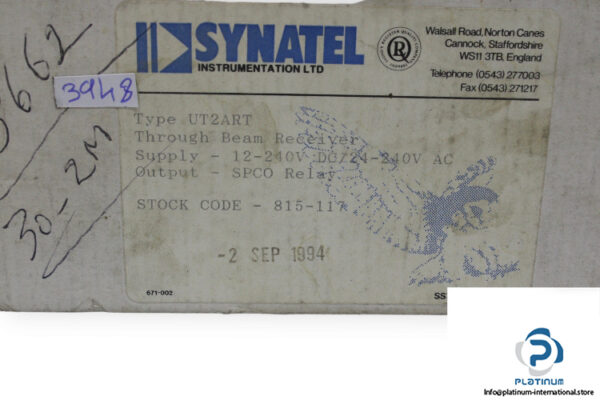 SYNATEL
INSTRUMENTATION LTD
Walsall Road, Norton Canes
Cannock, Staffordshire
WS11 3TB, England
Telephone (0543) 277003
Fax (0543) 271217
3948
30-2M
Type UT2ART
Through Beam Receiver
Supply - 12-240V DC/24-240V AC
Output - SPCO Relay
STOCK CODE - 815-117
-2 SEP 1994
671-002
PLATINUM
Info@platinum-international.store